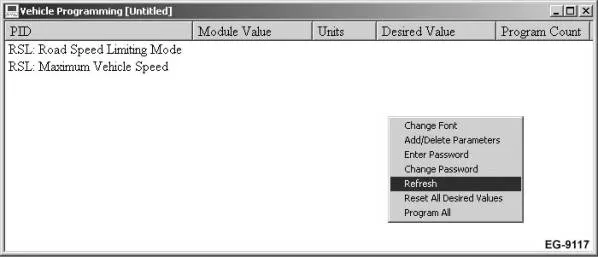 Vehicle Programming [Untitled]
PID Module Value Units Desired Value Program Count
RSL: Road Speed Limiting Mode
RSL: Maximum Vehicle Speed
Change Font
Add/Delete Parameters
Enter Password
Change Password
Refresh
Reset All Desired Values
Program All
EG-9117